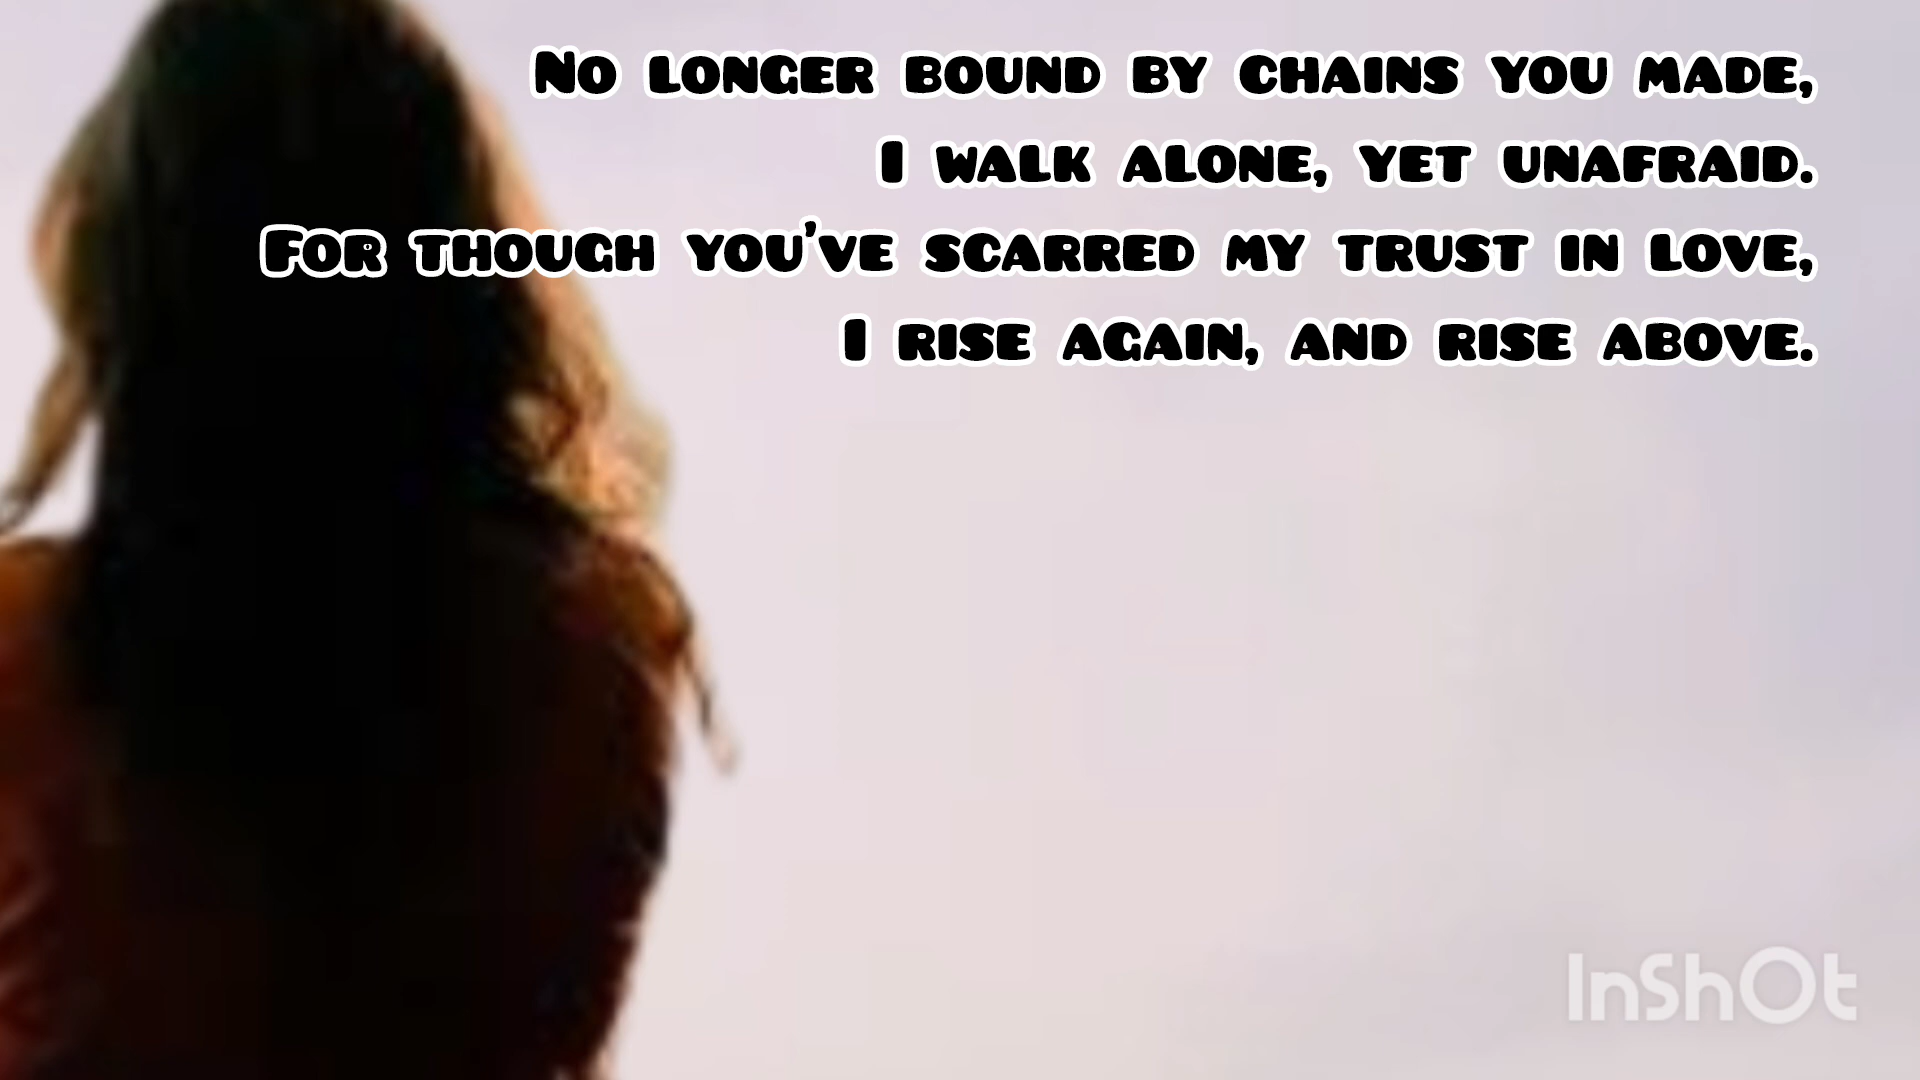 No longer bound by chains you made,
I walk alone, yet unafraid.
For though you've scarred my trust in love,
I rise again, and rise above.
InShOt